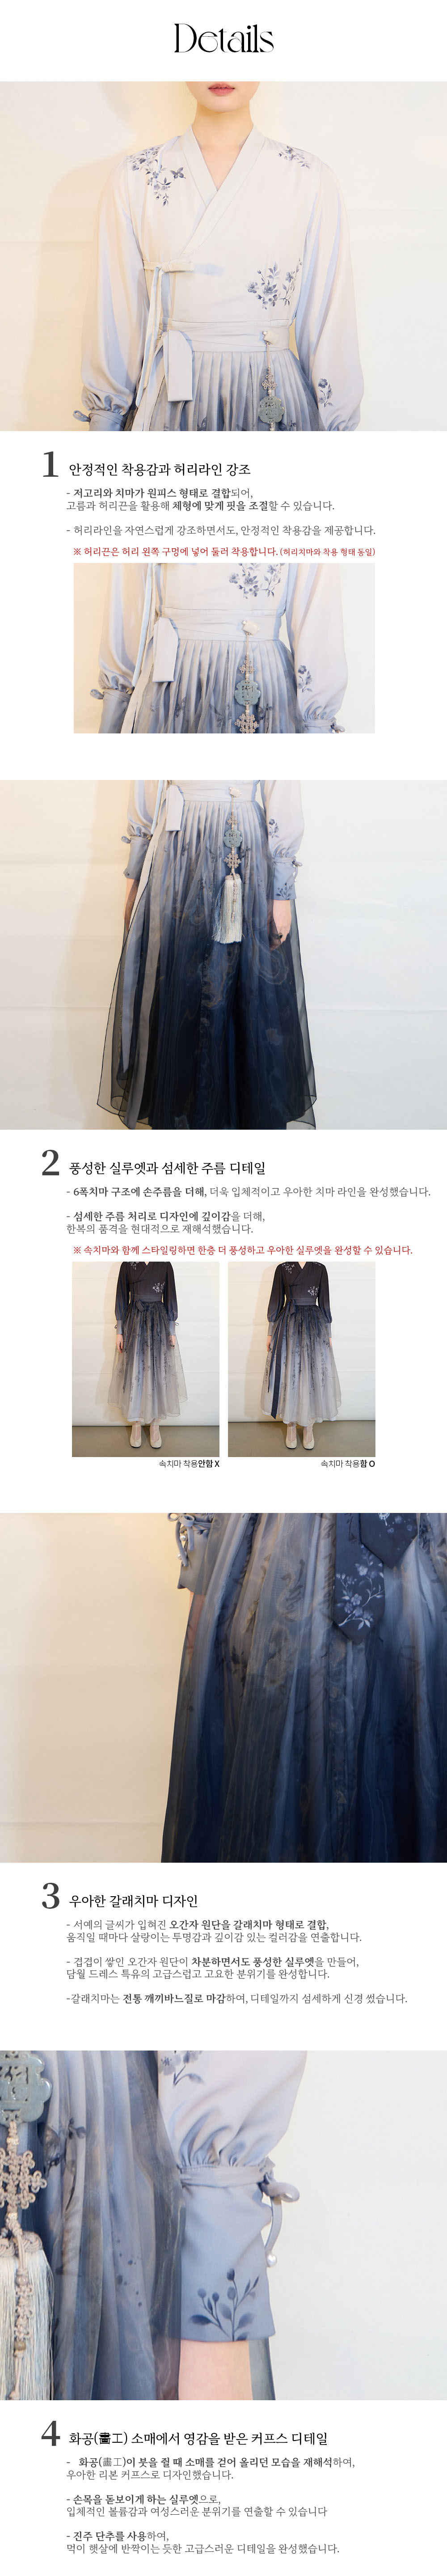 Details
1 안정적인 착용감과 허리라인 강조
- 저고리와 치마가 원피스 형태로 결합되어,
고름과 허리끈을 활용해 체형에 맞게 핏을 조절할 수 있습니다.
- 허리라인을 자연스럽게 강조하면서도, 안정적인 착용감을 제공합니다.
※ 허리끈은 허리 왼쪽 구멍에 넣어 둘러 착용합니다. (허리치마와 착용 형태 동일)
2 풍성한 실루엣과 섬세한 주름 디테일
- 6폭치마 구조에 손주름을 더해, 더욱 입체적이고 우아한 치마 라인을 완성했습니다.
- 섬세한 주름 처리로 디자인에 깊이감을 더해,
한복의 품격을 현대적으로 재해석했습니다.
※ 속치마와 함께 스타일링하면 한층 더 풍성하고 우아한 실루엣을 완성할 수 있습니다.
속치마 착용안함 X
속치마 착용함 O
3 우아한 갈래치마 디자인
- 서예의 글씨가 입혀진 오간자 원단을 갈래치마 형태로 결합,
움직일 때마다 살랑이는 투명감과 깊이감 있는 컬러감을 연출합니다.
- 겹겹이 쌓인 오간자 원단이 차분하면서도 풍성한 실루엣을 만들어,
담월 드레스 특유의 고급스럽고 고요한 분위기를 완성합니다.
-갈래치마는 전통 깨끼바느질로 마감하여, 디테일까지 섬세하게 신경 썼습니다.
4 화공(畵工) 소매에서 영감을 받은 커프스 디테일
- 화공(畵工)이 붓을 쥘 때 소매를 걷어 올리던 모습을 재해석하여,
우아한 리본 커프스로 디자인했습니다.
- 손목을 돋보이게 하는 실루엣으로,
입체적인 볼륨감과 여성스러운 분위기를 연출할 수 있습니다
- 진주 단추를 사용하여,
먹이 햇살에 반짝이는 듯한 고급스러운 디테일을 완성했습니다.